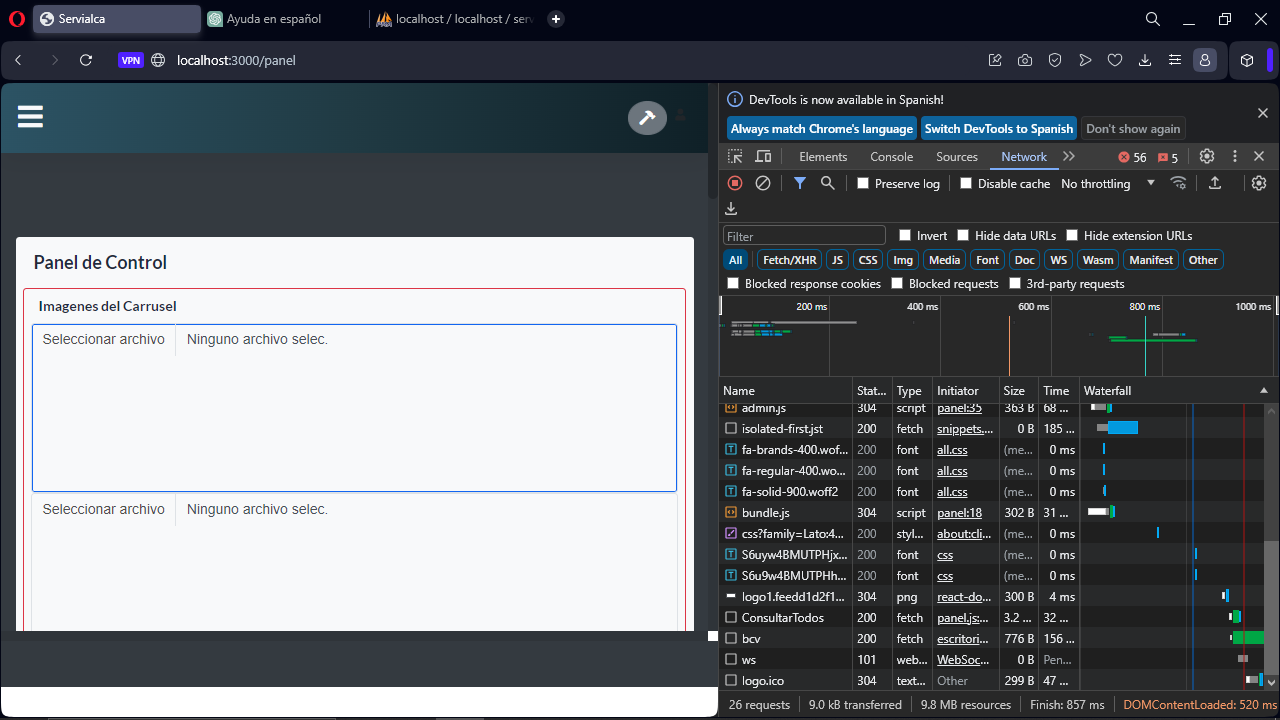 Servialca
Ayuda en español
localhost / localhost / serv
VPN
localhost:3000/panel
Panel de Control
Imagenes del Carrusel
Seleccionar archivo Ninguno archivo selec.
Seleccionar archivo Ninguno archivo selec.
DevTools is now available in Spanish!
Always match Chrome's language Switch DevTools to Spanish Don't show again
Elements Console Sources Network 56 5
Preserve log Disable cache No throttling
Filter Invert Hide data URLs Hide extension URLs
All Fetch/XHR JS CSS Img Media Font Doc WS Wasm Manifest Other
Blocked response cookies Blocked requests 3rd-party requests
200 ms 400 ms 600 ms 800 ms 1000 ms
Name Stat... Type Initiator Size Time Waterfall
admin.js 304 script panel:35 363 B 68 ...
isolated-first.jst 200 fetch snippets.... 0 B 185 ...
fa-brands-400.wof... 200 font all.css (me... 0 ms
fa-regular-400.wo... 200 font all.css (me... 0 ms
fa-solid-900.woff2 200 font all.css (me... 0 ms
bundle.js 304 script panel:18 302 B 31 ...
css?family=Lato:4... 200 styl... about:cli... (me... 0 ms
S6uyw4BMUTPHjx... 200 font css (me... 0 ms
S6u9w4BMUTPHh... 200 font css (me... 0 ms
logo1.feedd1d2f1... 304 png react-do... 300 B 4 ms
ConsultarTodos 200 fetch panel.js:... 3.2 ... 32 ...
bcv 200 fetch escritori... 776 B 156 ...
ws 101 web... WebSoc... 0 B Pen...
logo.ico 304 text... Other 299 B 47 ...
26 requests 9.0 kB transferred 9.8 MB resources Finish: 857 ms DOMContentLoaded: 520 ms